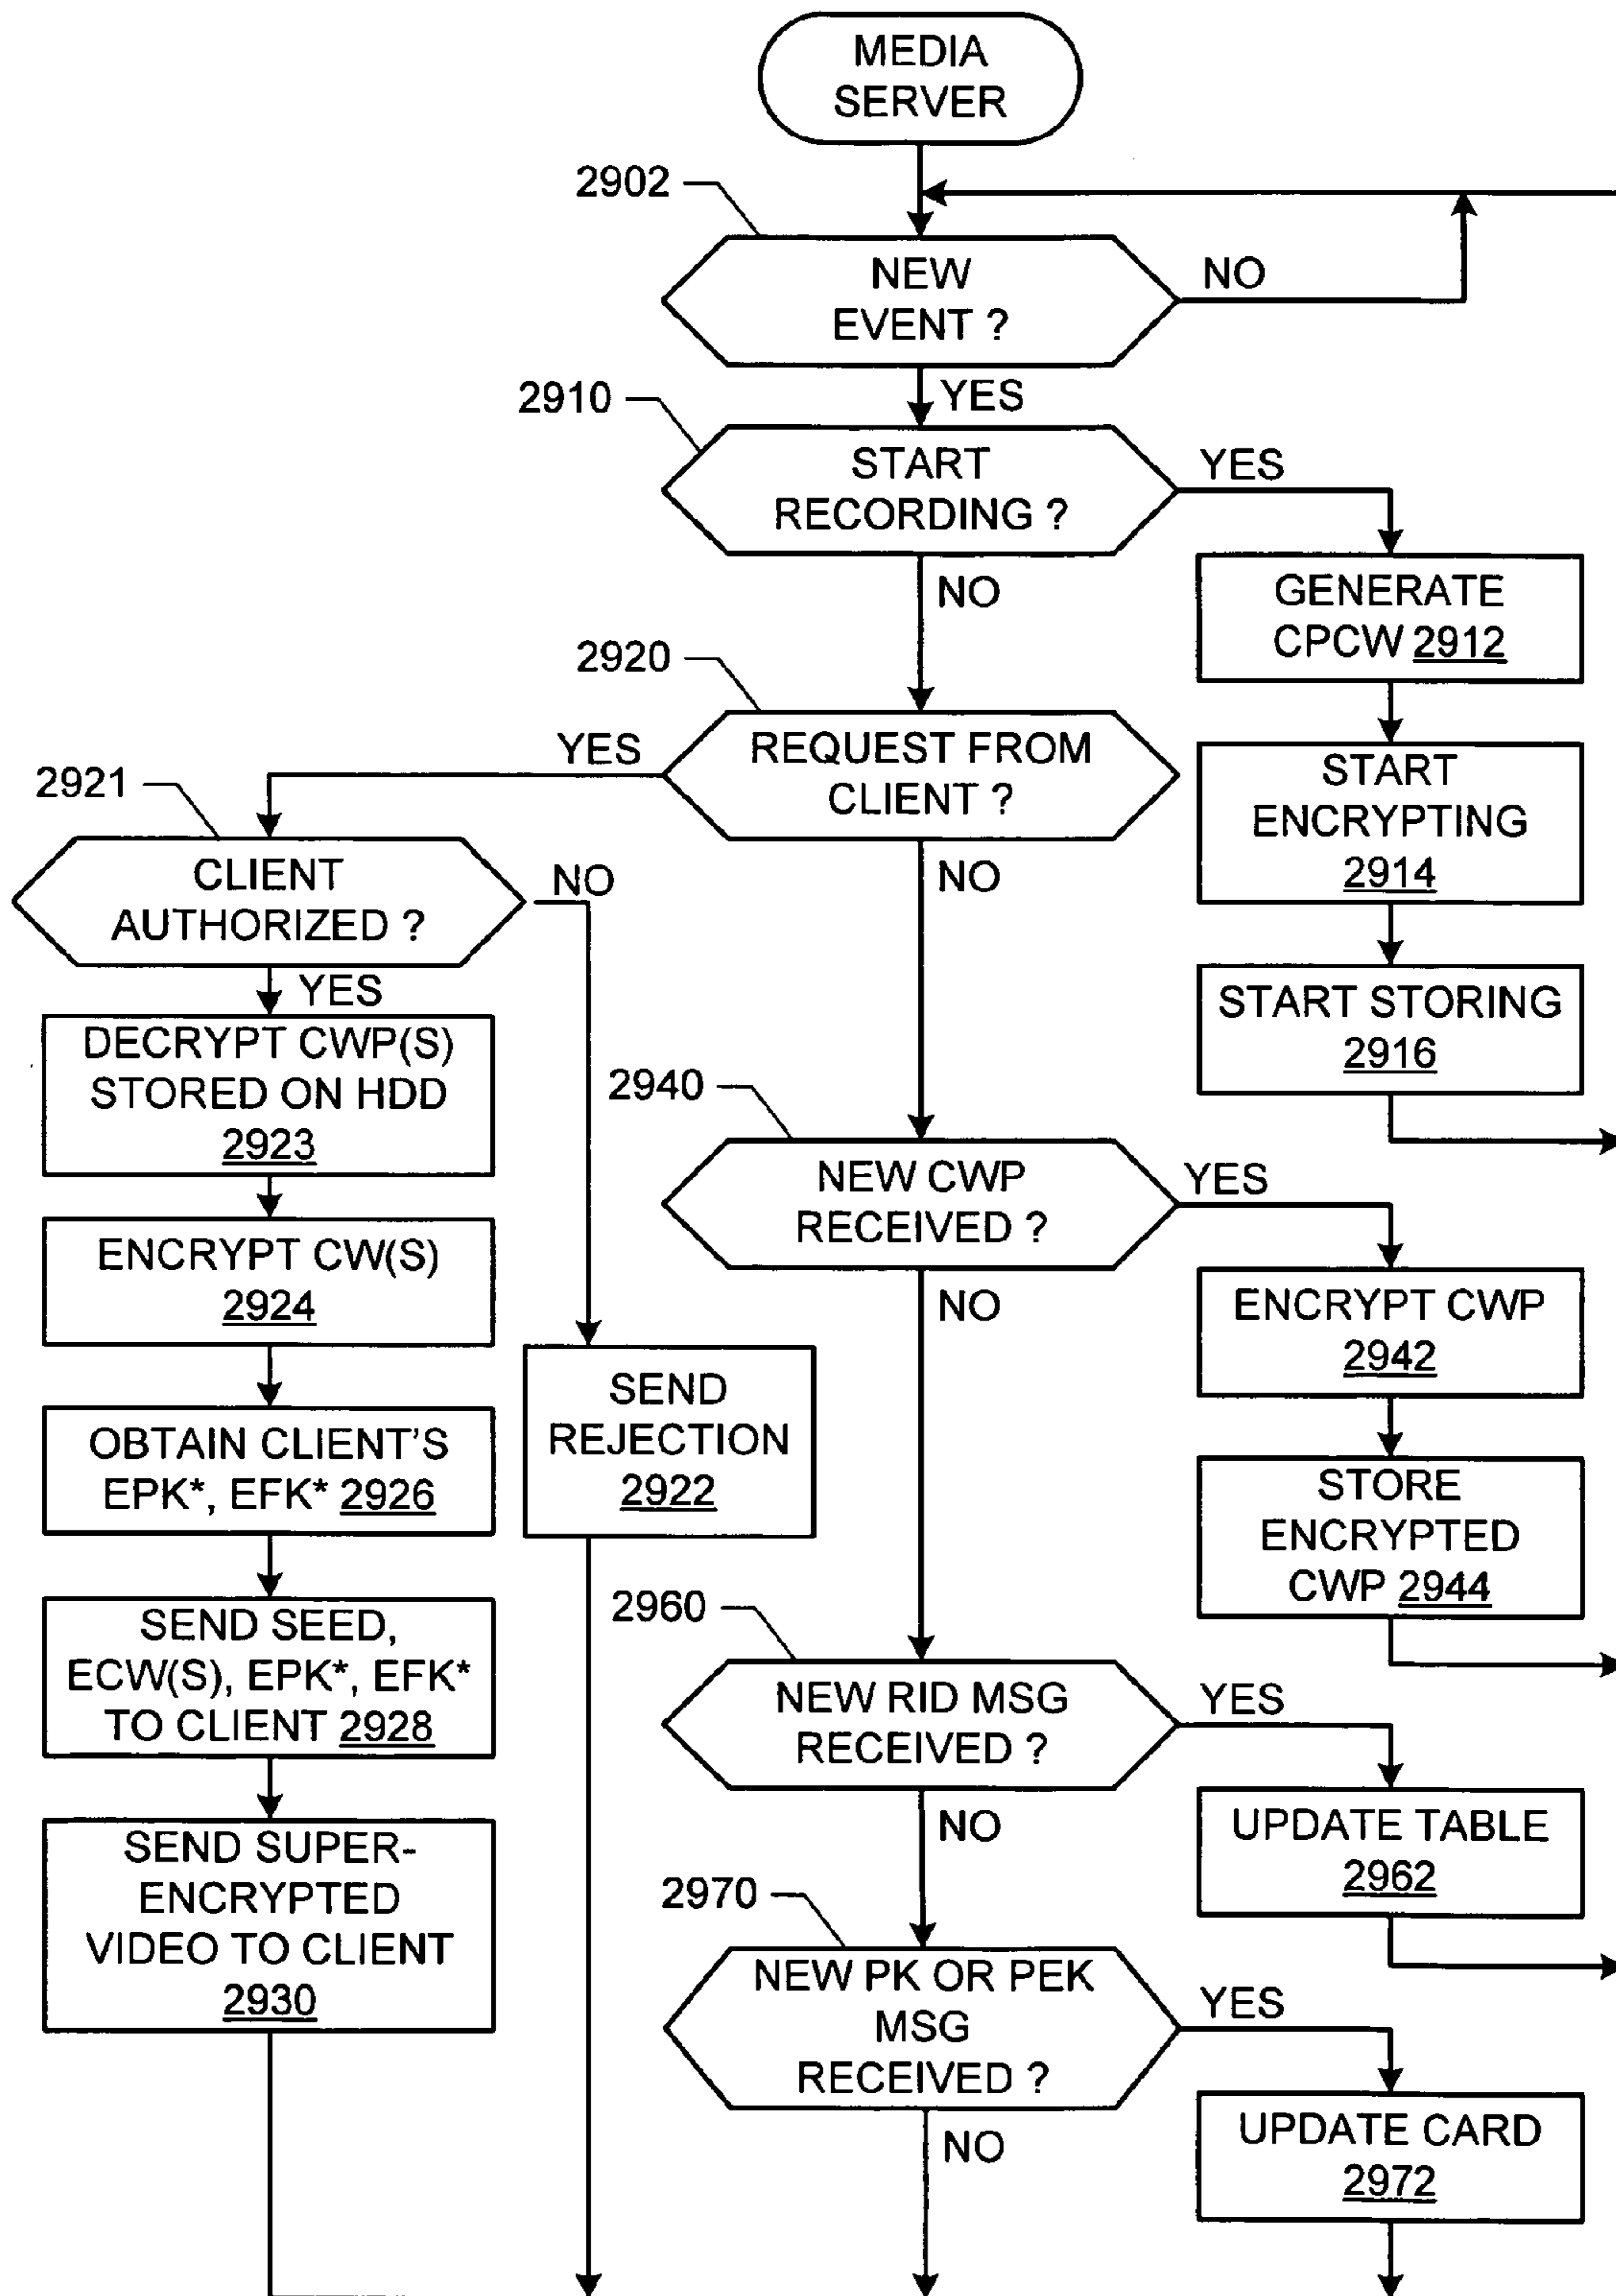 MEDIA
SERVER
2902
NEW
EVENT ?
NO
YES
2910
START
RECORDING ?
YES
NO
GENERATE
CPCW 2912
START
ENCRYPTING
2914
START STORING
2916
2920
REQUEST FROM
CLIENT ?
YES
NO
2921
CLIENT
AUTHORIZED ?
NO
YES
DECRYPT CWP(S)
STORED ON HDD
2923
ENCRYPT CW(S)
2924
OBTAIN CLIENT'S
EPK*, EFK* 2926
SEND SEED,
ECW(S), EPK*, EFK*
TO CLIENT 2928
SEND SUPER-
ENCRYPTED
VIDEO TO CLIENT
2930
SEND
REJECTION
2922
2940
NEW CWP
RECEIVED ?
YES
NO
ENCRYPT CWP
2942
STORE
ENCRYPTED
CWP 2944
2960
NEW RID MSG
RECEIVED ?
YES
NO
UPDATE TABLE
2962
2970
NEW PK OR PEK
MSG
RECEIVED ?
YES
NO
UPDATE CARD
2972